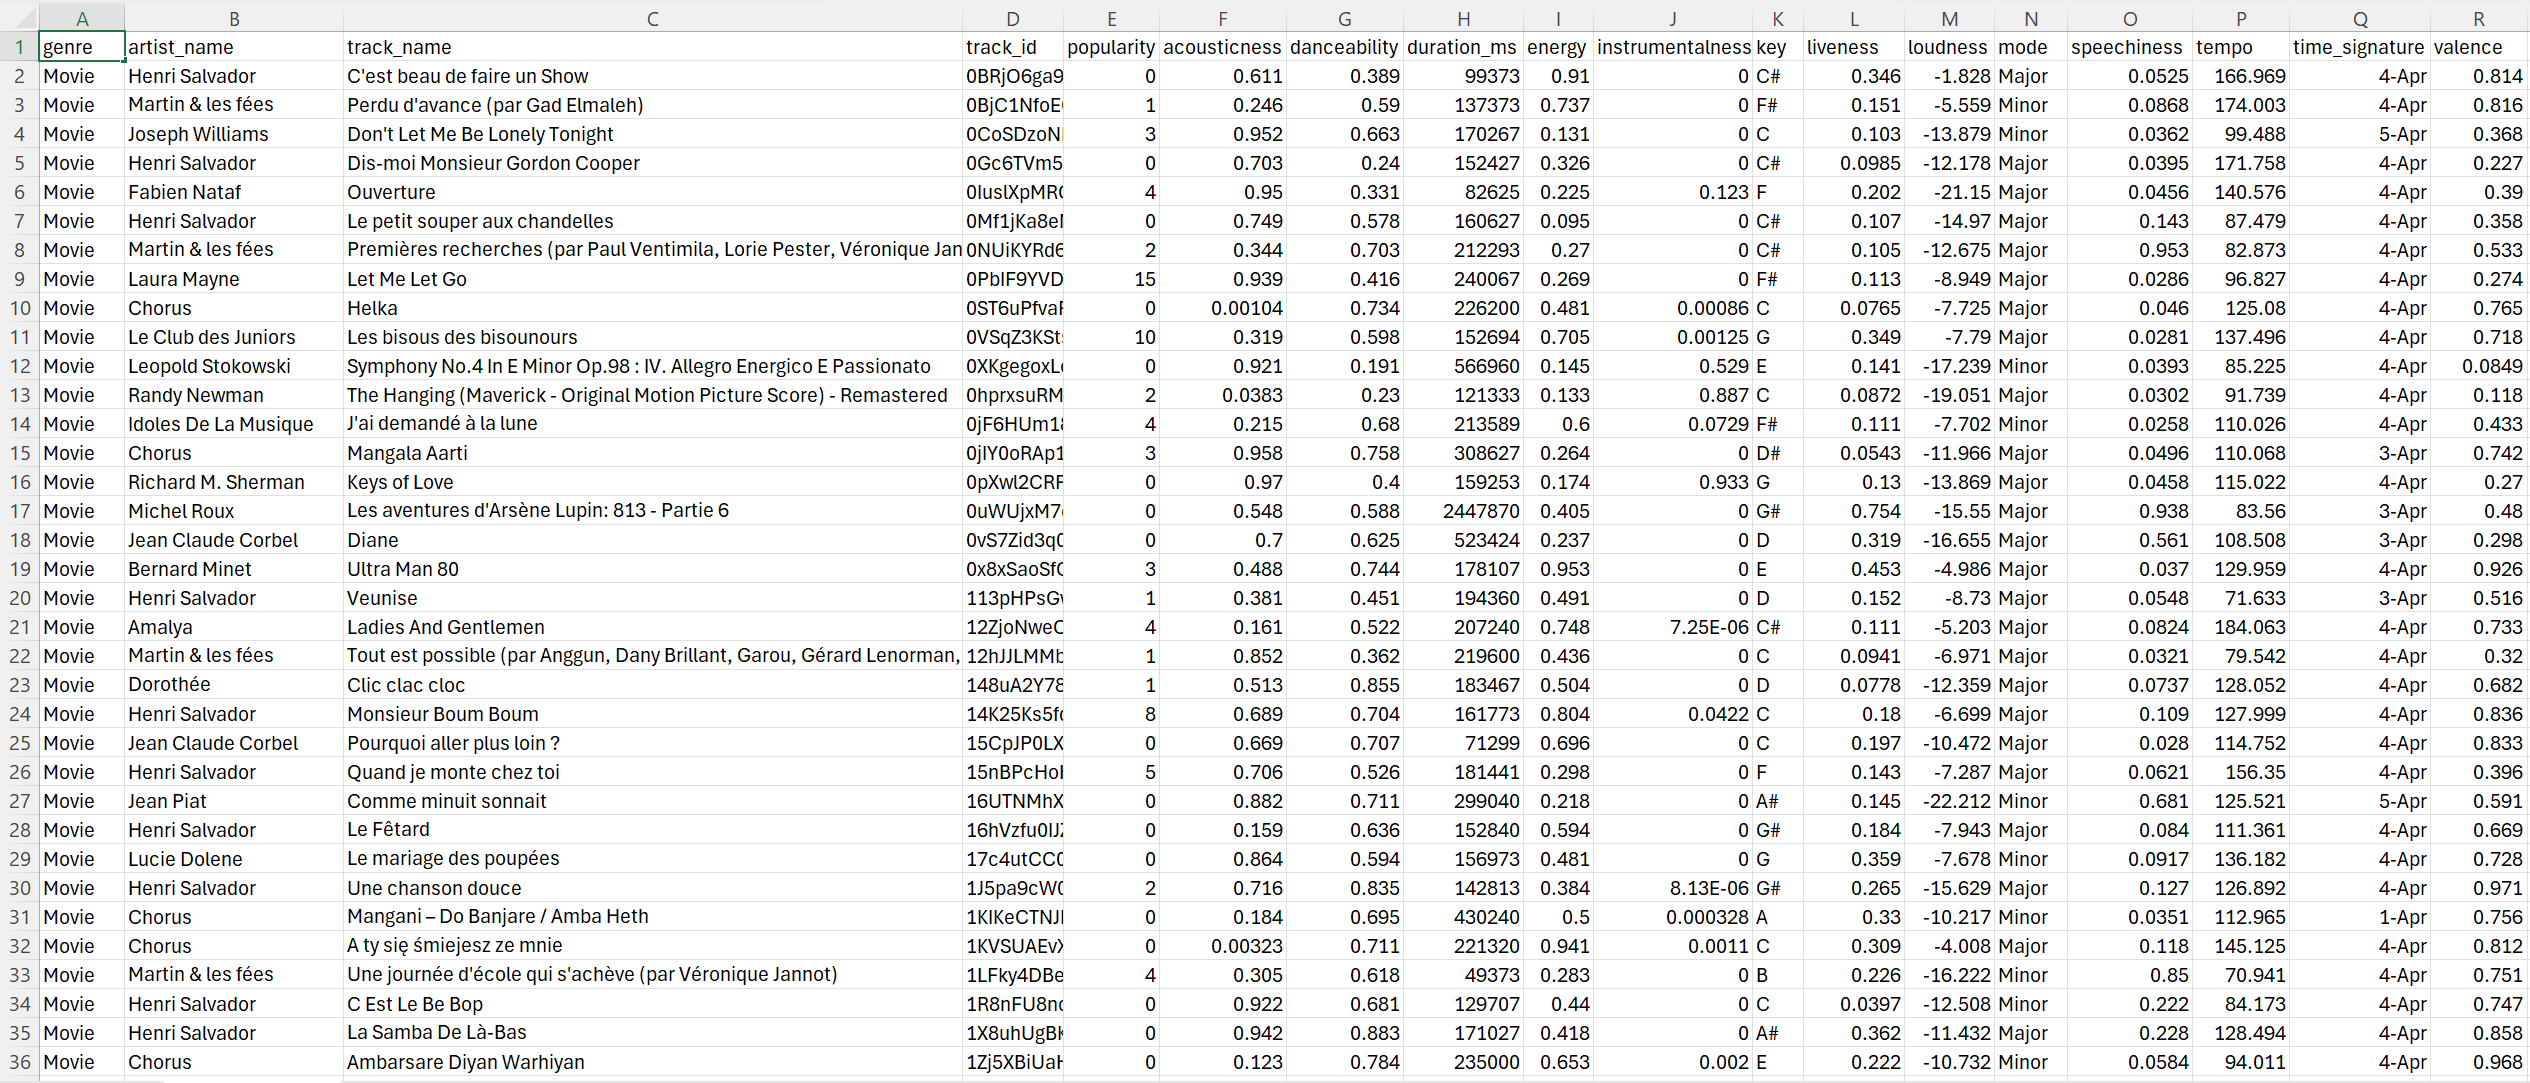 A B C D E F G H I J K L M N O P Q R
1 genre artist_name track_name track_id popularity acousticness danceability duration_ms energy instrumentalness key liveness loudness mode speechiness tempo time_signature valence
2 Movie Henri Salvador C'est beau de faire un Show 0BRjO6ga9 0 0.611 0.389 99373 0.91 0 C# 0.346 -1.828 Major 0.0525 166.969 4-Apr 0.814
3 Movie Martin & les fées Perdu d'avance (par Gad Elmaleh) 0BjC1NfoE 1 0.246 0.59 137373 0.737 0 F# 0.151 -5.559 Minor 0.0868 174.003 4-Apr 0.816
4 Movie Joseph Williams Don't Let Me Be Lonely Tonight 0CoSDzoN 3 0.952 0.663 170267 0.131 0 C 0.103 -13.879 Minor 0.0362 99.488 5-Apr 0.368
5 Movie Henri Salvador Dis-moi Monsieur Gordon Cooper 0Gc6TVm5 0 0.703 0.24 152427 0.326 0 C# 0.0985 -12.178 Major 0.0395 171.758 4-Apr 0.227
6 Movie Fabien Nataf Ouverture 0IuslXpMR 4 0.95 0.331 82625 0.225 0.123 F 0.202 -21.15 Major 0.0456 140.576 4-Apr 0.39
7 Movie Henri Salvador Le petit souper aux chandelles 0Mf1jKa8e 0 0.749 0.578 160627 0.095 0 C# 0.107 -14.97 Major 0.143 87.479 4-Apr 0.358
8 Movie Martin & les fées Premières recherches (par Paul Ventimila, Lorie Pester, Véronique Jan 0NUiKYRd6 2 0.344 0.703 212293 0.27 0 C# 0.105 -12.675 Major 0.953 82.873 4-Apr 0.533
9 Movie Laura Mayne Let Me Let Go 0PbIF9YVD 15 0.939 0.416 240067 0.269 0 F# 0.113 -8.949 Major 0.0286 96.827 4-Apr 0.274
10 Movie Chorus Helka 0ST6uPfva 0 0.00104 0.734 226200 0.481 0.00086 C 0.0765 -7.725 Major 0.046 125.08 4-Apr 0.765
11 Movie Le Club des Juniors Les bisous des bisounours 0VSqZ3KSt 10 0.319 0.598 152694 0.705 0.00125 G 0.349 -7.79 Major 0.0281 137.496 4-Apr 0.718
12 Movie Leopold Stokowski Symphony No.4 In E Minor Op.98 : IV. Allegro Energico E Passionato 0XKgegoxL 0 0.921 0.191 566960 0.145 0.529 E 0.141 -17.239 Minor 0.0393 85.225 4-Apr 0.0849
13 Movie Randy Newman The Hanging (Maverick - Original Motion Picture Score) - Remastered 0hprxsuRM 2 0.0383 0.23 121333 0.133 0.887 C 0.0872 -19.051 Major 0.0302 91.739 4-Apr 0.118
14 Movie Idoles De La Musique J'ai demandé à la lune 0jF6HUm1 4 0.215 0.68 213589 0.6 0.0729 F# 0.111 -7.702 Minor 0.0258 110.026 4-Apr 0.433
15 Movie Chorus Mangala Aarti 0jIY0oRAp1 3 0.958 0.758 308627 0.264 0 D# 0.0543 -11.966 Major 0.0496 110.068 3-Apr 0.742
16 Movie Richard M. Sherman Keys of Love 0pXwl2CRF 0 0.97 0.4 159253 0.174 0.933 G 0.13 -13.869 Major 0.0458 115.022 4-Apr 0.27
17 Movie Michel Roux Les aventures d'Arsène Lupin: 813 - Partie 6 0uWUjxM7 0 0.548 0.588 2447870 0.405 0 G# 0.754 -15.55 Major 0.938 83.56 3-Apr 0.48
18 Movie Jean Claude Corbel Diane 0vS7Zid3q 0 0.7 0.625 523424 0.237 0 D 0.319 -16.655 Major 0.561 108.508 3-Apr 0.298
19 Movie Bernard Minet Ultra Man 80 0x8xSaoSf 3 0.488 0.744 178107 0.953 0 E 0.453 -4.986 Major 0.037 129.959 4-Apr 0.926
20 Movie Henri Salvador Veunise 113pHPsG 1 0.381 0.451 194360 0.491 0 D 0.152 -8.73 Major 0.0548 71.633 3-Apr 0.516
21 Movie Amalya Ladies And Gentlemen 12ZjoNweC 4 0.161 0.522 207240 0.748 7.25E-06 C# 0.111 -5.203 Major 0.0824 184.063 4-Apr 0.733
22 Movie Martin & les fées Tout est possible (par Anggun, Dany Brillant, Garou, Gérard Lenorman, 12hJJLMMb 1 0.852 0.362 219600 0.436 0 C 0.0941 -6.971 Major 0.0321 79.542 4-Apr 0.32
23 Movie Dorothée Clic clac cloc 148uA2Y78 1 0.513 0.855 183467 0.504 0 D 0.0778 -12.359 Major 0.0737 128.052 4-Apr 0.682
24 Movie Henri Salvador Monsieur Boum Boum 14K25Ks5f 8 0.689 0.704 161773 0.804 0.0422 C 0.18 -6.699 Major 0.109 127.999 4-Apr 0.836
25 Movie Jean Claude Corbel Pourquoi aller plus loin ? 15CpJP0LX 0 0.669 0.707 71299 0.696 0 C 0.197 -10.472 Major 0.028 114.752 4-Apr 0.833
26 Movie Henri Salvador Quand je monte chez toi 15nBPcHo 5 0.706 0.526 181441 0.298 0 F 0.143 -7.287 Major 0.0621 156.35 4-Apr 0.396
27 Movie Jean Piat Comme minuit sonnait 16UTNMhX 0 0.882 0.711 299040 0.218 0 A# 0.145 -22.212 Minor 0.681 125.521 5-Apr 0.591
28 Movie Henri Salvador Le Fêtard 16hVzfu0IJ 0 0.159 0.636 152840 0.594 0 G# 0.184 -7.943 Major 0.084 111.361 4-Apr 0.669
29 Movie Lucie Dolene Le mariage des poupées 17c4utCC0 0 0.864 0.594 156973 0.481 0 G 0.359 -7.678 Minor 0.0917 136.182 4-Apr 0.728
30 Movie Henri Salvador Une chanson douce 1J5pa9cW 2 0.716 0.835 142813 0.384 8.13E-06 G# 0.265 -15.629 Major 0.127 126.892 4-Apr 0.971
31 Movie Chorus Mangani – Do Banjare / Amba Heth 1KIKeCTNJ 0 0.184 0.695 430240 0.5 0.000328 A 0.33 -10.217 Minor 0.0351 112.965 1-Apr 0.756
32 Movie Chorus A ty się śmiejesz ze mnie 1KVSUAEvX 0 0.00323 0.711 221320 0.941 0.0011 C 0.309 -4.008 Major 0.118 145.125 4-Apr 0.812
33 Movie Martin & les fées Une journée d'école qui s'achève (par Véronique Jannot) 1LFky4DBe 4 0.305 0.618 49373 0.283 0 B 0.226 -16.222 Minor 0.85 70.941 4-Apr 0.751
34 Movie Henri Salvador C Est Le Be Bop 1R8nFU8n 0 0.922 0.681 129707 0.44 0 C 0.0397 -12.508 Minor 0.222 84.173 4-Apr 0.747
35 Movie Henri Salvador La Samba De Là-Bas 1X8uhUgB 0 0.942 0.883 171027 0.418 0 A# 0.362 -11.432 Major 0.228 128.494 4-Apr 0.858
36 Movie Chorus Ambarsare Diyan Warhiyan 1Zj5XBiUa 0 0.123 0.784 235000 0.653 0.002 E 0.222 -10.732 Minor 0.0584 94.011 4-Apr 0.968